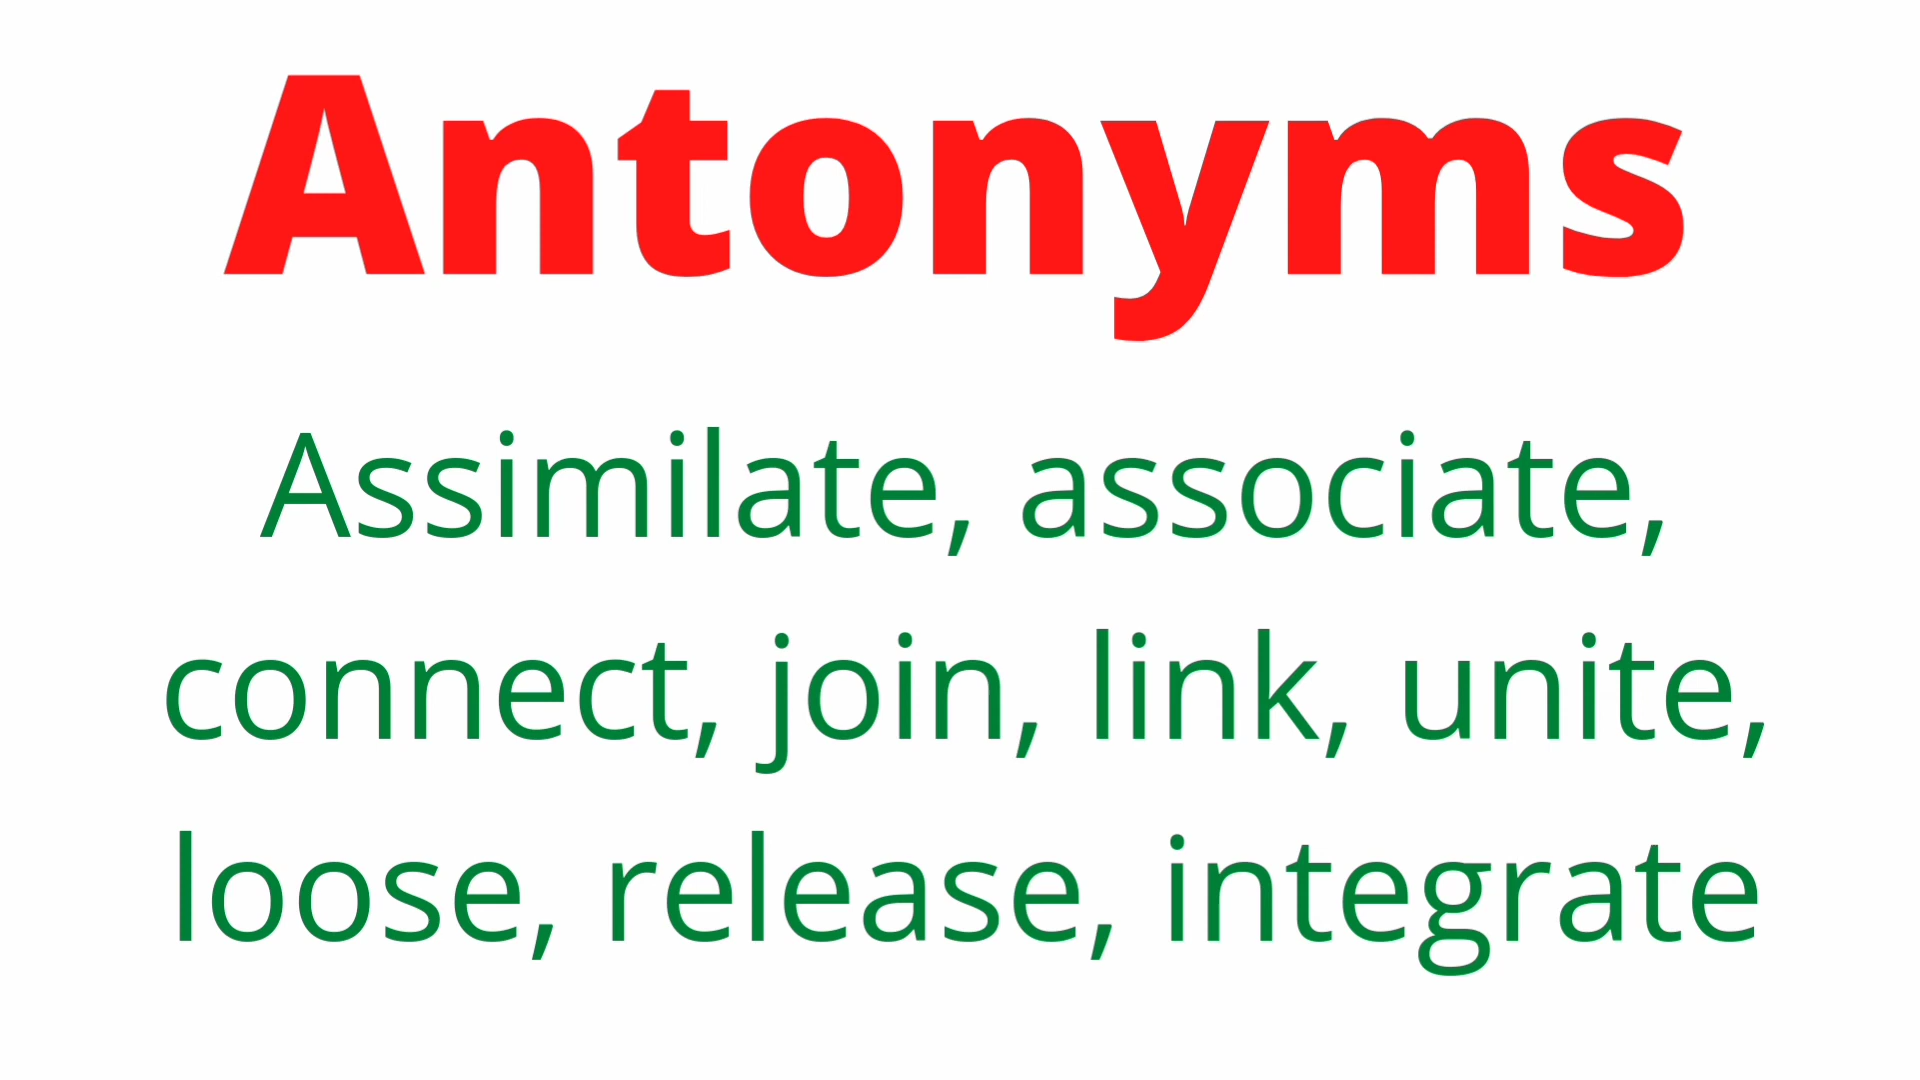 Antonyms
Assimilate, associate,
connect, join, link, unite,
loose, release, integrate